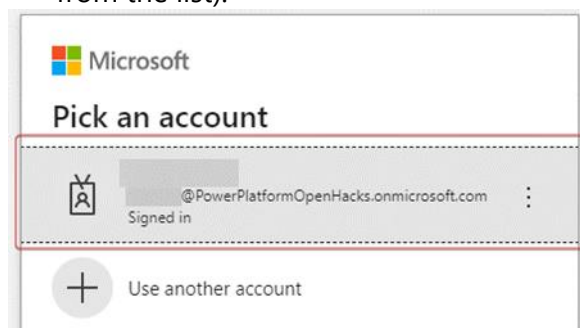 from the list).
Microsoft
Pick an account
@PowerPlatformOpenHacks.onmicrosoft.com
Signed in
Use another account